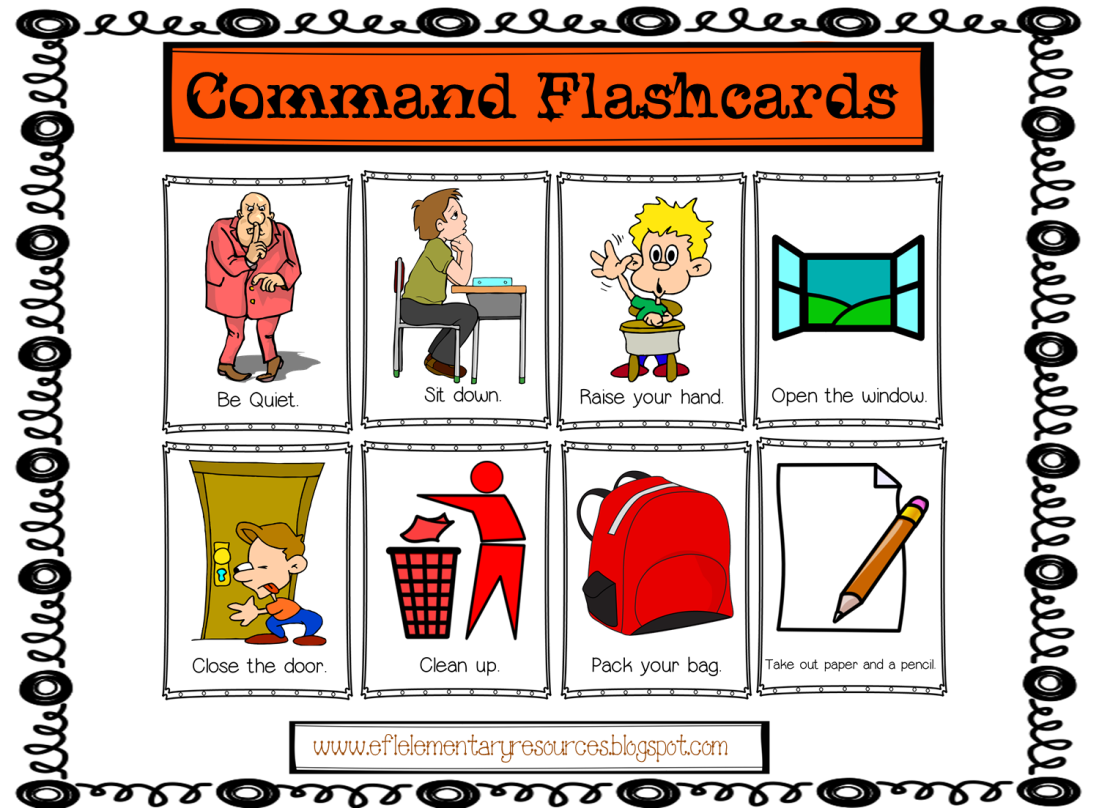 Command Flashcards
Be Quiet.
Sit down.
Raise your hand.
Open the window.
Close the door.
Clean up.
Pack your bag.
Take out paper and a pencil.
www.eflelementaryresources.blogspot.com